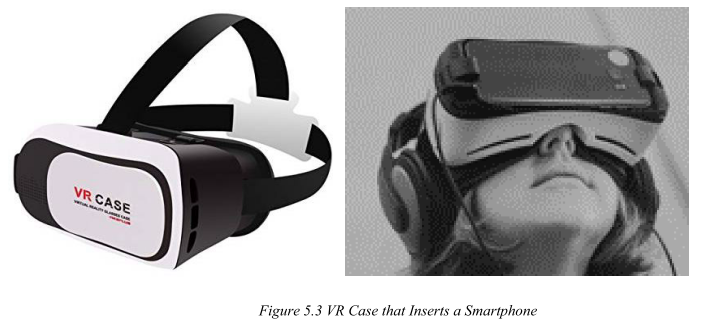 VR CASE
VIRTUAL REALITY GLASSES CASE
Figure 5.3 VR Case that Inserts a Smartphone